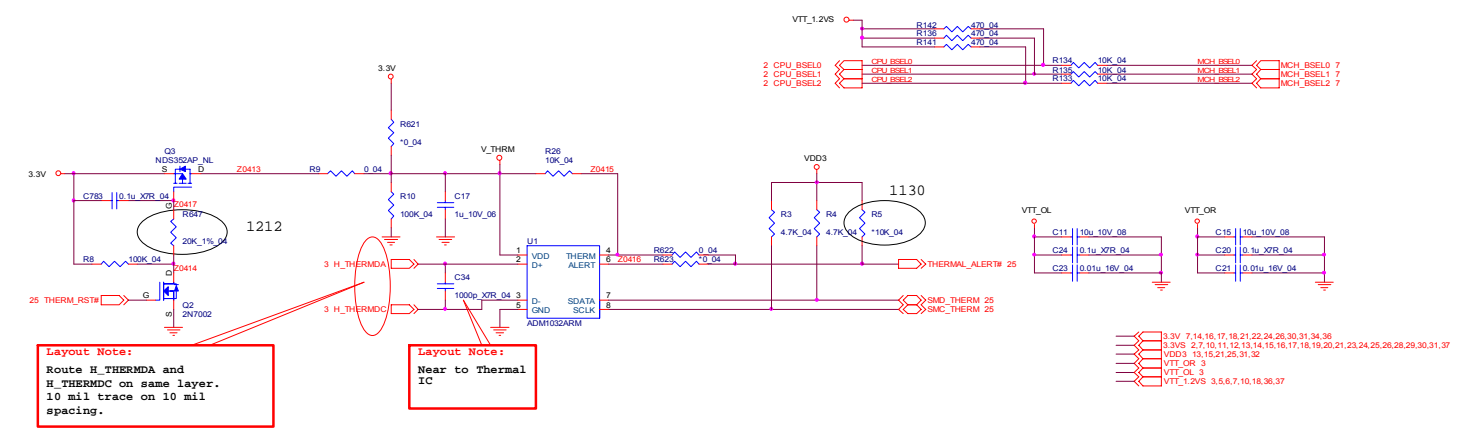 VTT_1.2VS
R142 470_04
R136 470_04
R141 470_04
2 CPU_BSEL0 CPU_BSEL0 R134 10K_04 MCH_BSEL0 MCH_BSEL0 7
2 CPU_BSEL1 CPU_BSEL1 R135 10K_04 MCH_BSEL1 MCH_BSEL1 7
2 CPU_BSEL2 CPU_BSEL2 R133 10K_04 MCH_BSEL2 MCH_BSEL2 7
3.3V
R621
*0_04
Q3
NDS352AP_NL
S D
G
3.3V
Z0413
R9 0_04
V_THRM
R26
10K_04
Z0415
VDD3
C783 0.1u_X7R_04
Z0417
R647
20K_1%_04
1212
R10
100K_04
C17
1u_10V_06
R3
4.7K_04
R4
4.7K_04
R5
*10K_04
1130
VTT_OL
C11 10u_10V_08
C24 0.1u_X7R_04
C23 0.01u_16V_04
VTT_OR
C15 10u_10V_08
C20 0.1u_X7R_04
C21 0.01u_16V_04
R8 100K_04
Z0414
D
G
S
25 THERM_RST#
Q2
2N7002
3 H_THERMDA
3 H_THERMDC
C34
1000p_X7R_04
U1
1 VDD THERM 4
2 D+ ALERT 6
3 D- SDATA 7
5 GND SCLK 8
ADM1032ARM
R622 0_04
Z0416 R623 *0_04
THERMAL_ALERT# 25
SMD_THERM 25
SMC_THERM 25
Layout Note:
Route H_THERMDA and
H_THERMDC on same layer.
10 mil trace on 10 mil
spacing.
Layout Note:
Near to Thermal
IC
3.3V 7,14,16,17,18,21,22,24,26,30,31,34,36
3.3VS 2,7,10,11,12,13,14,15,16,17,18,19,20,21,23,24,25,26,28,29,30,31,37
VDD3 13,15,21,25,31,32
VTT_OR 3
VTT_OL 3
VTT_1.2VS 3,5,6,7,10,18,36,37